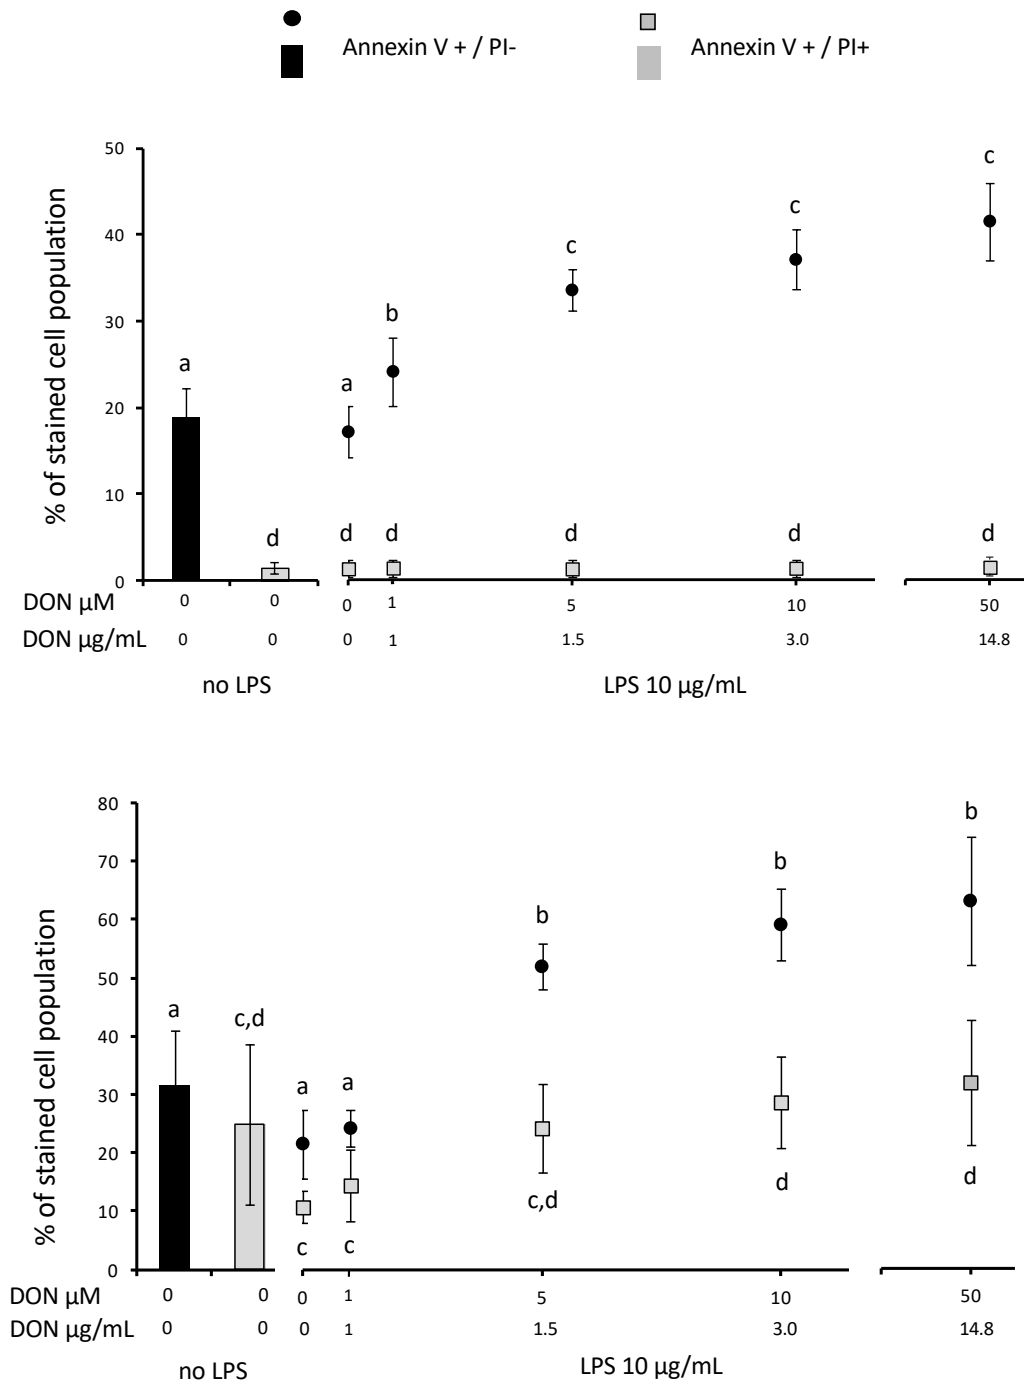 Annexin V + / PI- Annexin V + / PI+
% of stained cell population
50
40
30
20
10
0
a
d
a
b
c
c
c
d
d
d
d
d
DON µM 0 0 0 1 5 10 50
DON µg/mL 0 0 0 1 1.5 3.0 14.8
no LPS LPS 10 µg/mL
% of stained cell population
80
70
60
50
40
30
20
10
0
a
c,d
a
a
b
b
b
c
c
c,d
d
d
DON µM 0 0 0 1 5 10 50
DON µg/mL 0 0 0 1 1.5 3.0 14.8
no LPS LPS 10 µg/mL